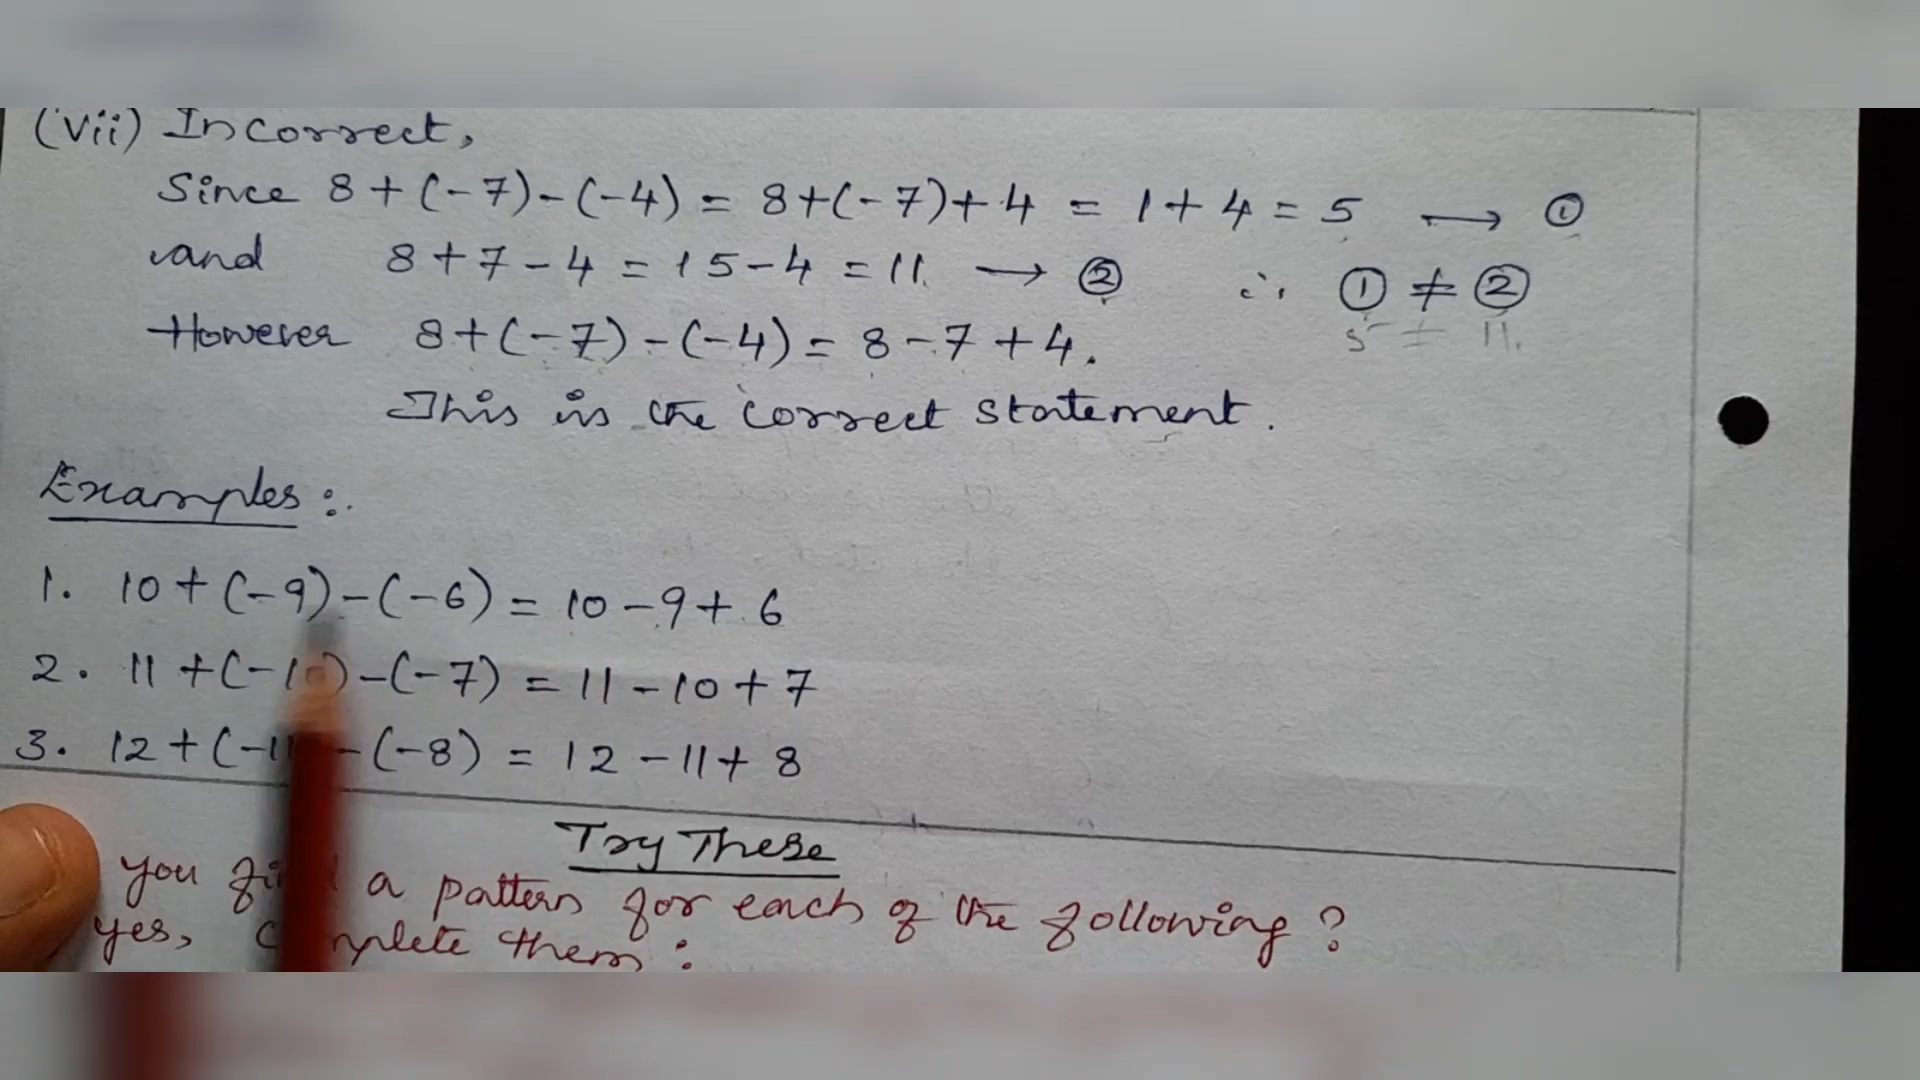 (vii) Incorrect,
Since 8+(-7)-(-4) = 8+(-7)+4 = 1+4 = 5 → ①
and 8+7-4 = 15-4 = 11. → ② ∴ ① ≠ ②
5 ≠ 11.
However 8+(-7)-(-4) = 8-7+4.
This is the correct statement.
Examples:.
1. 10+(-9)-(-6) = 10-9+6
2. 11+(-10)-(-7) = 11-10+7
3. 12+(-11 -(-8) = 12-11+8
Try These
you a pattern for each of the following?
yes, them: